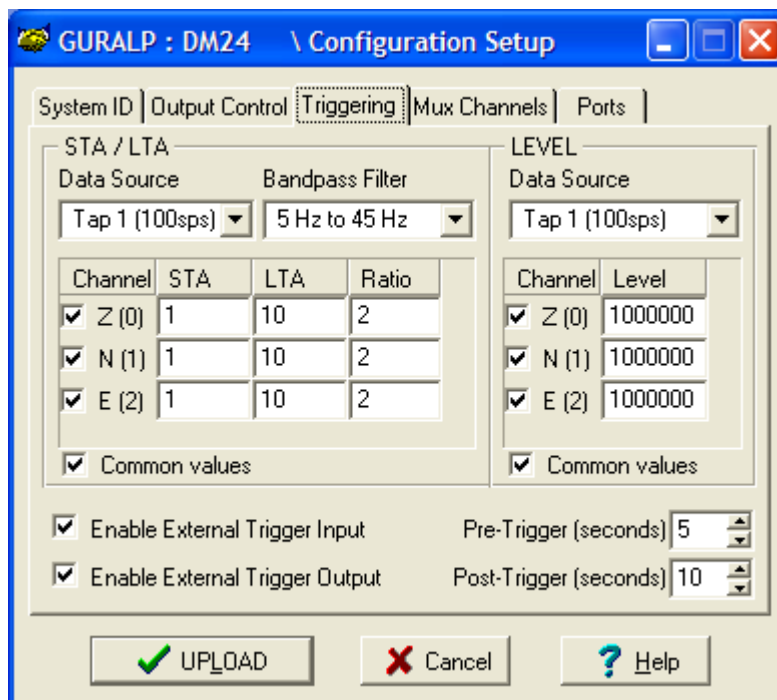 GURALP : DM24 \ Configuration Setup
System ID Output Control Triggering Mux Channels Ports
STA / LTA
Data Source Bandpass Filter
Tap 1 (100sps) 5 Hz to 45 Hz
Channel STA LTA Ratio
Z (0) 1 10 2
N (1) 1 10 2
E (2) 1 10 2
Common values
LEVEL
Data Source
Tap 1 (100sps)
Channel Level
Z (0) 1000000
N (1) 1000000
E (2) 1000000
Common values
Enable External Trigger Input Pre-Trigger (seconds) 5
Enable External Trigger Output Post-Trigger (seconds) 10
UPLOAD Cancel ? Help